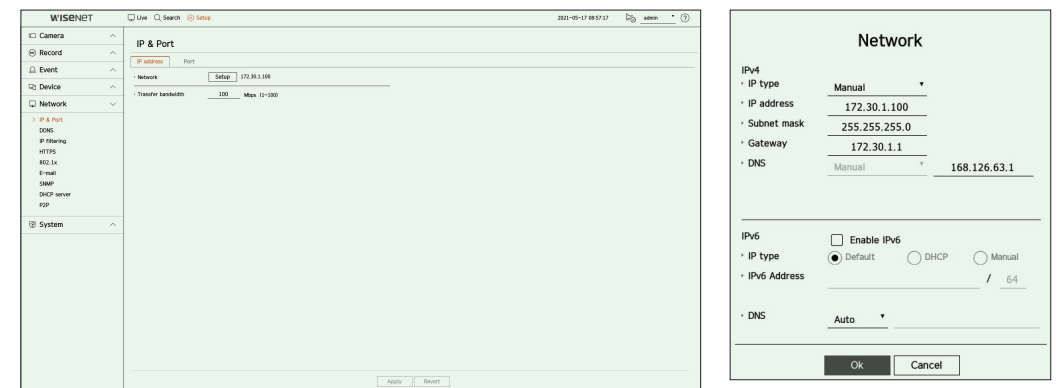 WISENET
Live Search Setup 2021-05-17 08:57:17 admin ?
Camera
Record
Event
Device
Network
IP & Port
DDNS
IP filtering
HTTPS
802.1x
E-mail
SNMP
DHCP server
P2P
System
IP & Port
IP address Port
Network Setup 172.30.1.100
Transfer bandwidth 100 Mbps (1~100)
Apply Revert
Network
IPv4
IP type Manual
IP address 172.30.1.100
Subnet mask 255.255.255.0
Gateway 172.30.1.1
DNS Manual 168.126.63.1
IPv6 Enable IPv6
IP type Default DHCP Manual
IPv6 Address / 64
DNS Auto
Ok Cancel